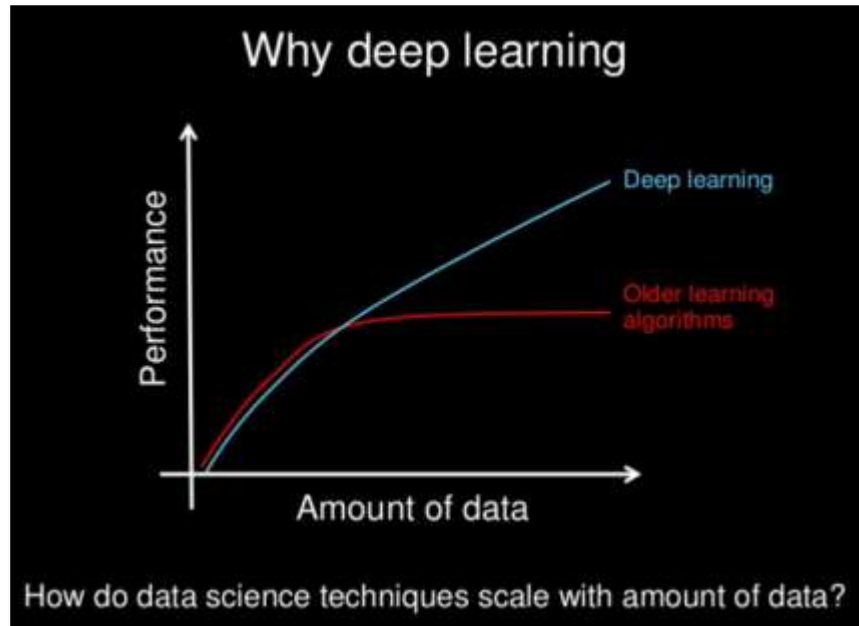 Why deep learning
Performance
Deep learning
Older learning
algorithms
Amount of data
How do data science techniques scale with amount of data?